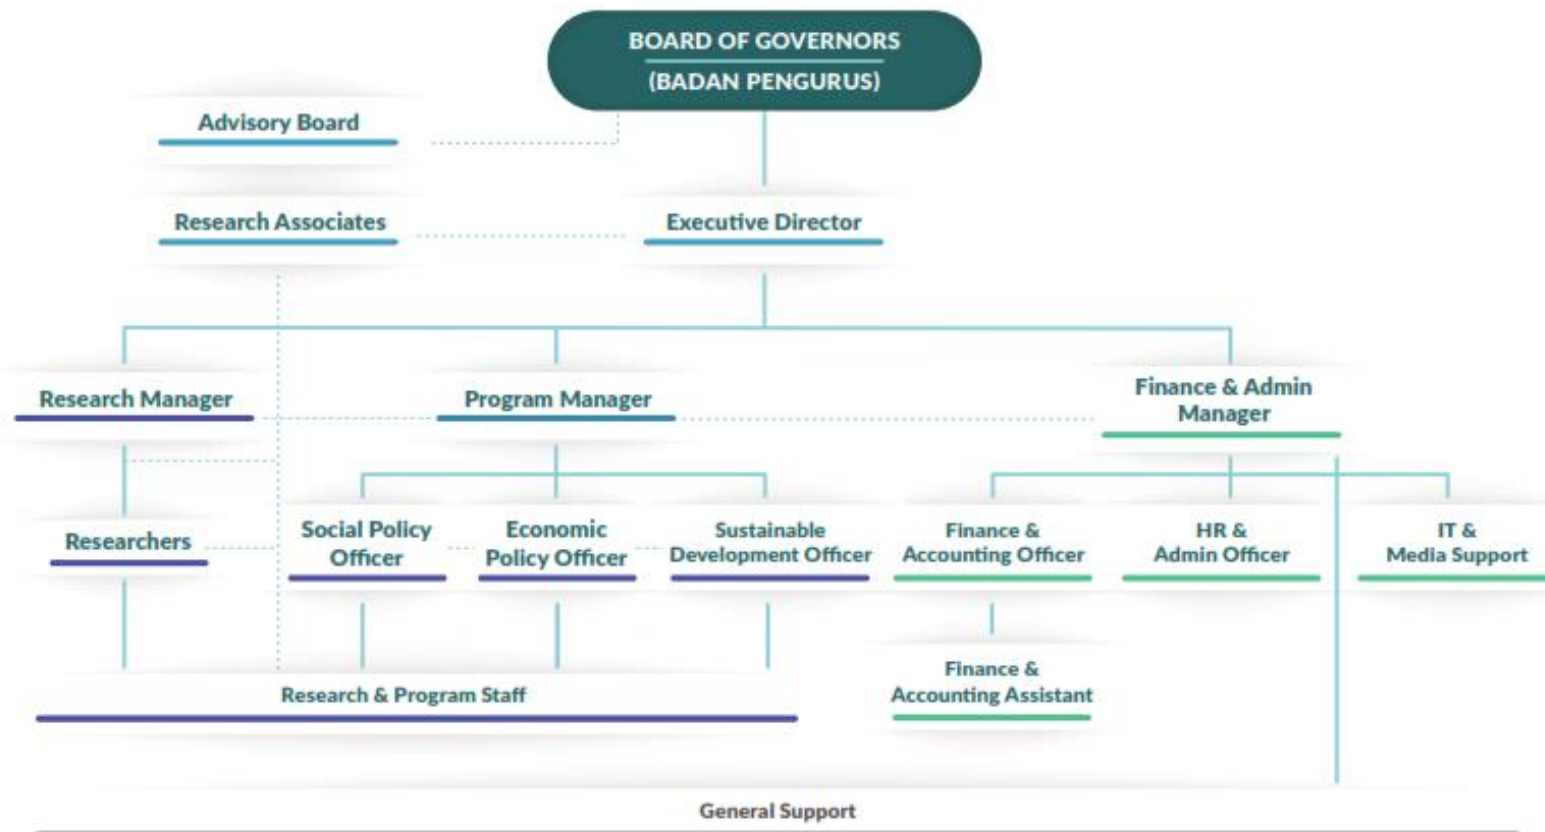 BOARD OF GOVERNORS
(BADAN PENGURUS)
Advisory Board
Research Associates
Executive Director
Research Manager
Program Manager
Finance & Admin
Manager
Researchers
Social Policy
Officer
Economic
Policy Officer
Sustainable
Development Officer
Finance &
Accounting Officer
HR &
Admin Officer
IT &
Media Support
Research & Program Staff
Finance &
Accounting Assistant
General Support